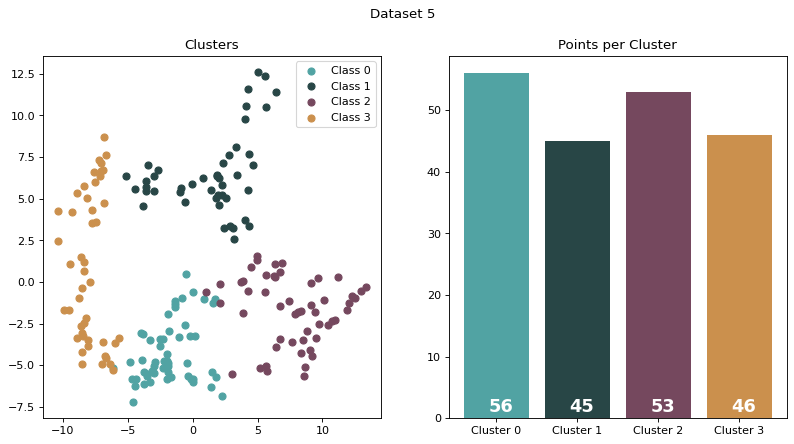 Dataset 5
Clusters
Class 0
Class 1
Class 2
Class 3
12.5
10.0
7.5
5.0
2.5
0.0
−2.5
−5.0
−7.5
−10
−5
0
5
10
Points per Cluster
50
40
30
20
10
0
56
45
53
46
Cluster 0
Cluster 1
Cluster 2
Cluster 3